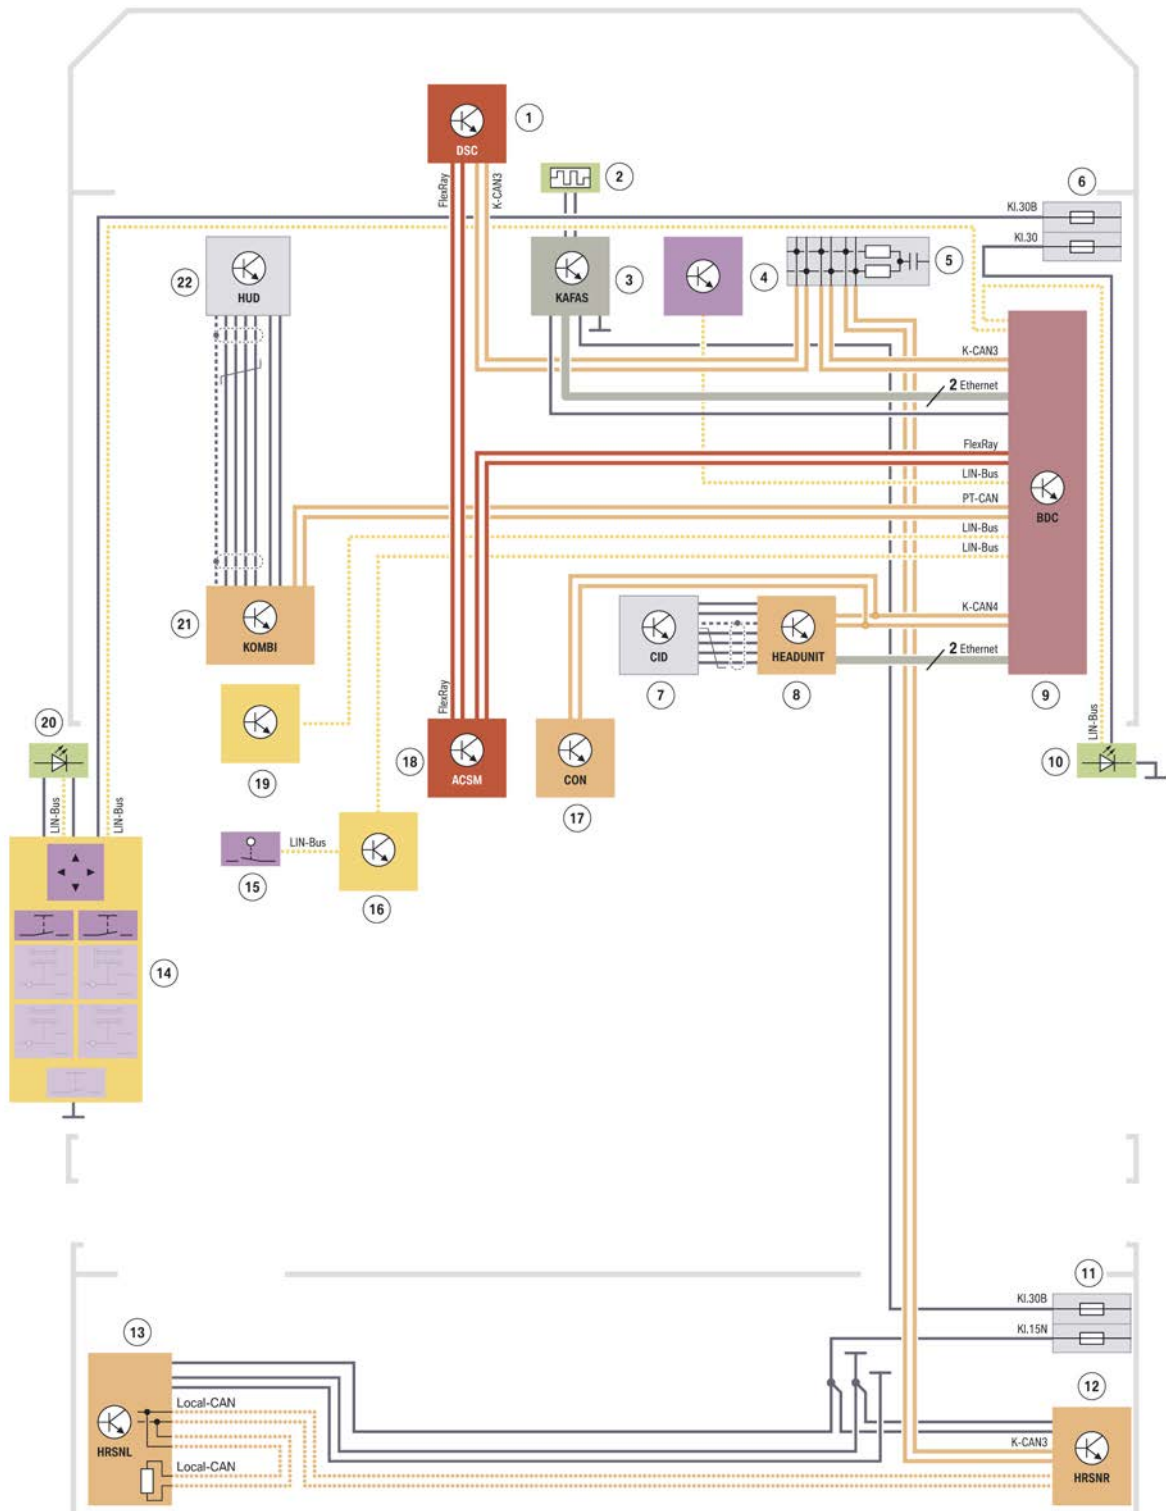 1
DSC
FlexRay
K-CAN3
2
6
Kl.30B
Kl.30
22
HUD
KAFAS
3
4
5
K-CAN3
2 Ethernet
FlexRay
LIN-Bus
PT-CAN
BDC
LIN-Bus
LIN-Bus
21
KOMBI
CID
HEADUNIT
K-CAN4
2 Ethernet
7
8
9
FlexRay
LIN-Bus
20
19
18
ACSM
CON
17
10
LIN-Bus
LIN-Bus
LIN-Bus
15
16
14
11
Kl.30B
Kl.15N
13
12
Local-CAN
HRSNL
K-CAN3
Local-CAN
HRSNR